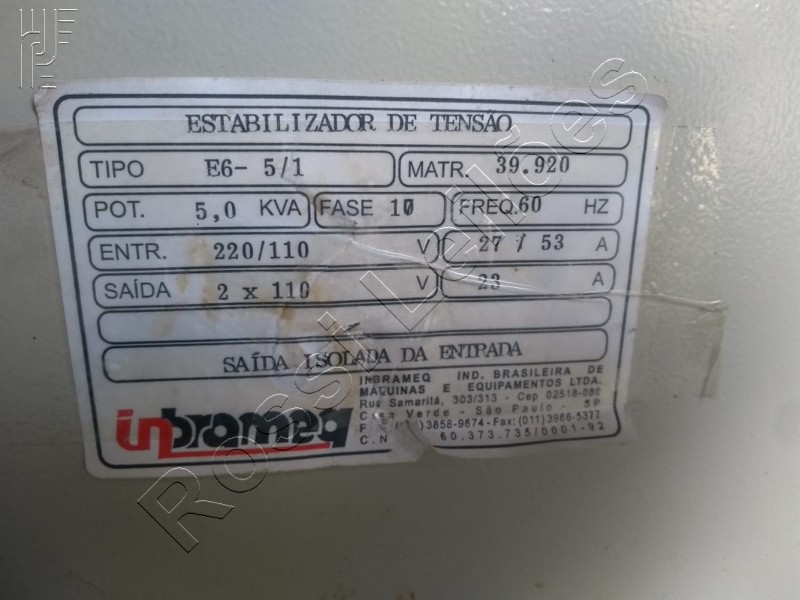 ESTABILIZADOR DE TENSÃO
TIPO E6- 5/1 MATR. 39.920
POT. 5,0 KVA FASE 10 FREQ. 60 HZ
ENTR. 220/110 V 27 / 53 A
SAÍDA 2 x 110 V 23 A
SAÍDA ISOLADA DA ENTRADA
inbrameq
INBRAMEQ IND. BRASILEIRA DE
MÁQUINAS E EQUIPAMENTOS LTDA.
Rua Samaritá, 303/313 - Cep 02518-080
Casa Verde - São Paulo - SP
3858-9674 - Fax: (011) 3966-5377
C.N 60.373.735/0001-92
Rossi Leilões